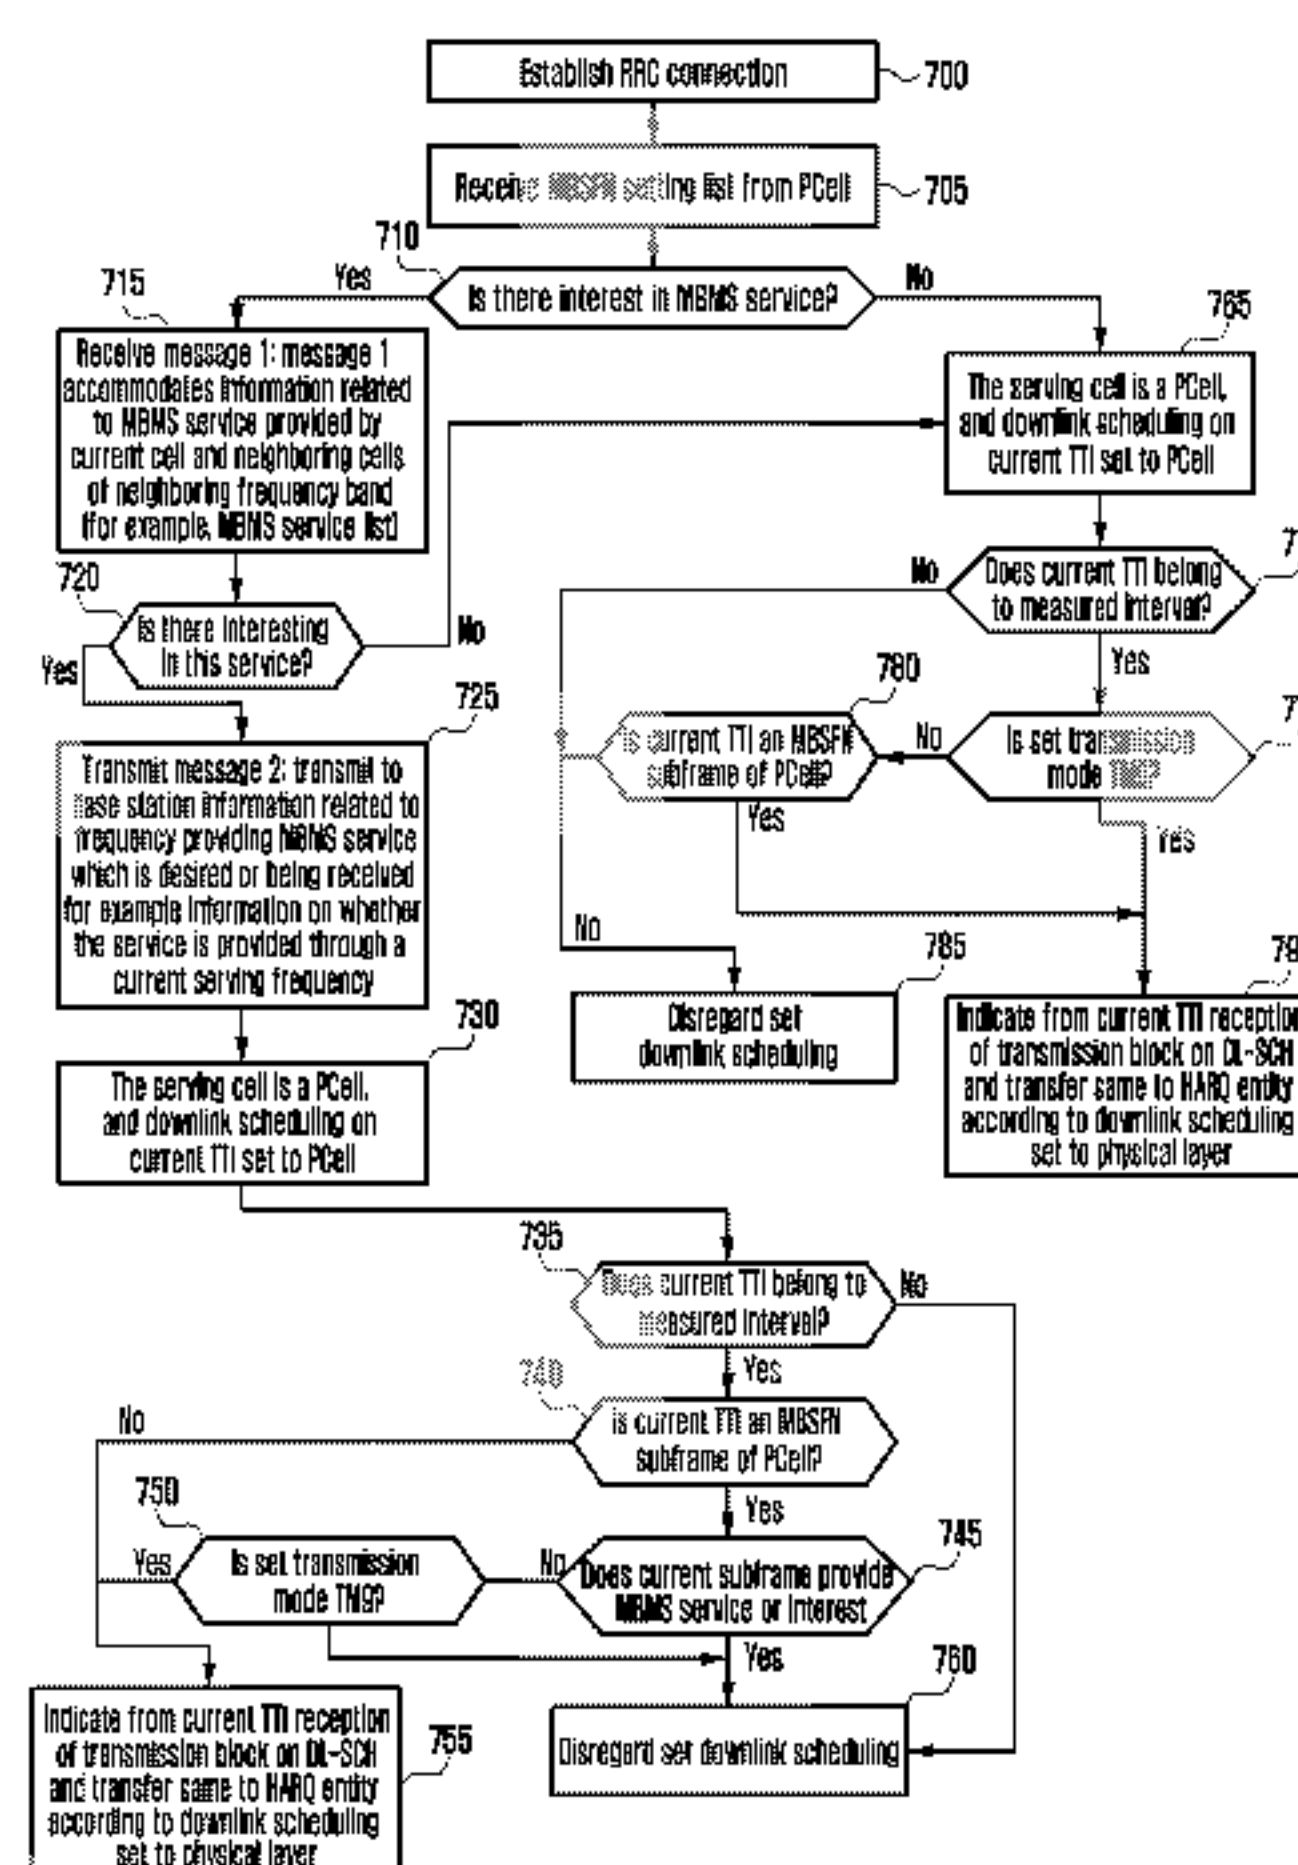 Establish RRC connection
700
Receive MBSFN setting list from PCell
705
710
Yes
Is there interest in MBMS service?
No
715
Receive message 1: message 1
accommodates information related
to MBMS service provided by
current cell and neighboring cells
of neighboring frequency band
(for example, MBMS service list)
765
The serving cell is a PCell,
and downlink scheduling on
current TTI set to PCell
720
Is there interesting
in this service?
Yes
No
No
Does current TTI belong
to measured interval?
Yes
725
Transmit message 2: transmit to
base station information related to
frequency providing MBMS service
which is desired or being received
for example information on whether
the service is provided through a
current serving frequency
780
Is current TTI an MBSFN
subframe of PCell?
No
Is set transmission
mode TM9?
Yes
Yes
No
785
Disregard set
downlink scheduling
Indicate from current TTI reception
of transmission block on DL-SCH
and transfer same to HARQ entity
according to downlink scheduling
set to physical layer
730
The serving cell is a PCell,
and downlink scheduling on
current TTI set to PCell
735
Does current TTI belong to
measured interval?
No
Yes
740
is current TTI an MBSFN
subframe of PCell?
No
Yes
750
Yes
Is set transmission
mode TM9?
No
745
Does current subframe provide
MBMS service or interest
Yes
760
Disregard set downlink scheduling
Indicate from current TTI reception
of transmission block on DL-SCH
and transfer same to HARQ entity
according to downlink scheduling
set to physical layer
755